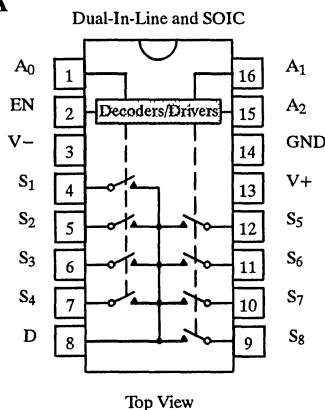 A
Dual-In-Line and SOIC
A0 1 16 A1
EN 2 Decoders/Drivers 15 A2
V− 3 14 GND
S1 4 13 V+
S2 5 12 S5
S3 6 11 S6
S4 7 10 S7
D 8 9 S8
Top View